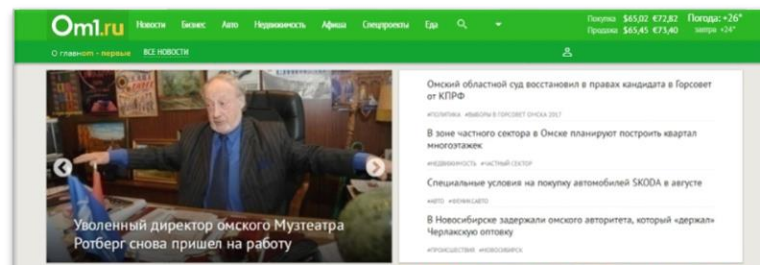 Om1.ru
Новости Бизнес Авто Недвижимость Афиша Спецпроекты Еда
Покупка $65,02 €72,82
Продажа $65,45 €73,40
Погода: +26°
завтра +24°
О главном - первые ВСЕ НОВОСТИ
Уволенный директор омского Музтеатра
Ротберг снова пришел на работу
Омский областной суд восстановил в правах кандидата в Горсовет
от КПРФ
#ПОЛИТИКА #ВЫБОРЫ В ГОРСОВЕТ ОМСКА 2017
В зоне частного сектора в Омске планируют построить квартал
многоэтажек
#НЕДВИЖИМОСТЬ #ЧАСТНЫЙ СЕКТОР
Специальные условия на покупку автомобилей SKODA в августе
#АВТО #ФЕНИКСАВТО
В Новосибирске задержали омского авторитета, который «держал»
Черлакскую оптовку
#ПРОИСШЕСТВИЯ #НОВОСИБИРСК